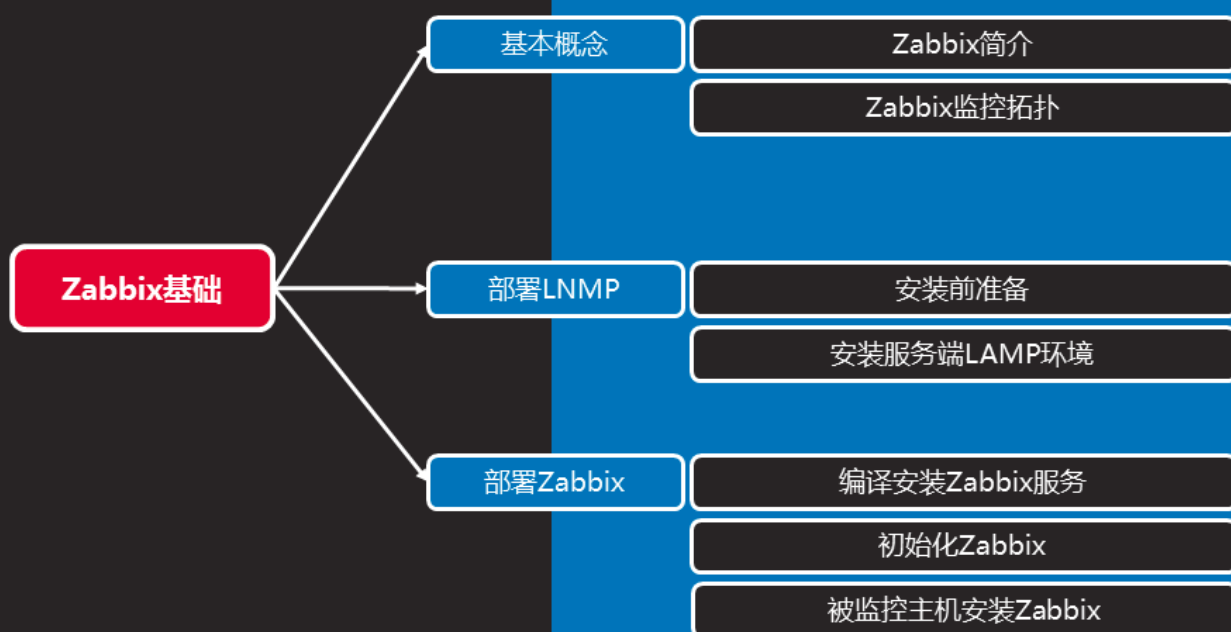 Zabbix基础
基本概念
Zabbix简介
Zabbix监控拓扑
部署LNMP
安装前准备
安装服务端LAMP环境
部署Zabbix
编译安装Zabbix服务
初始化Zabbix
被监控主机安装Zabbix